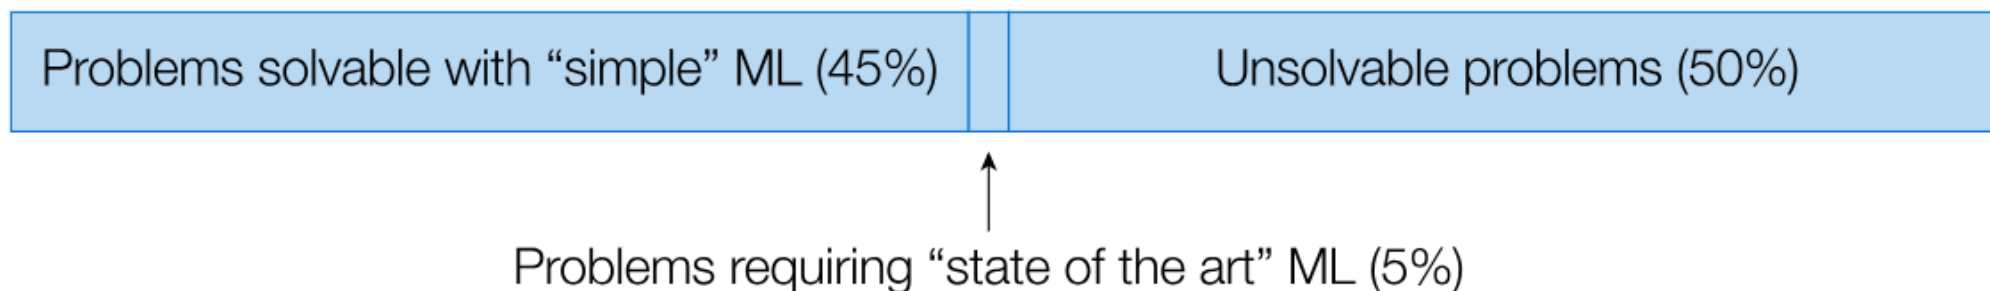 Problems solvable with “simple” ML (45%)
Unsolvable problems (50%)
Problems requiring “state of the art” ML (5%)